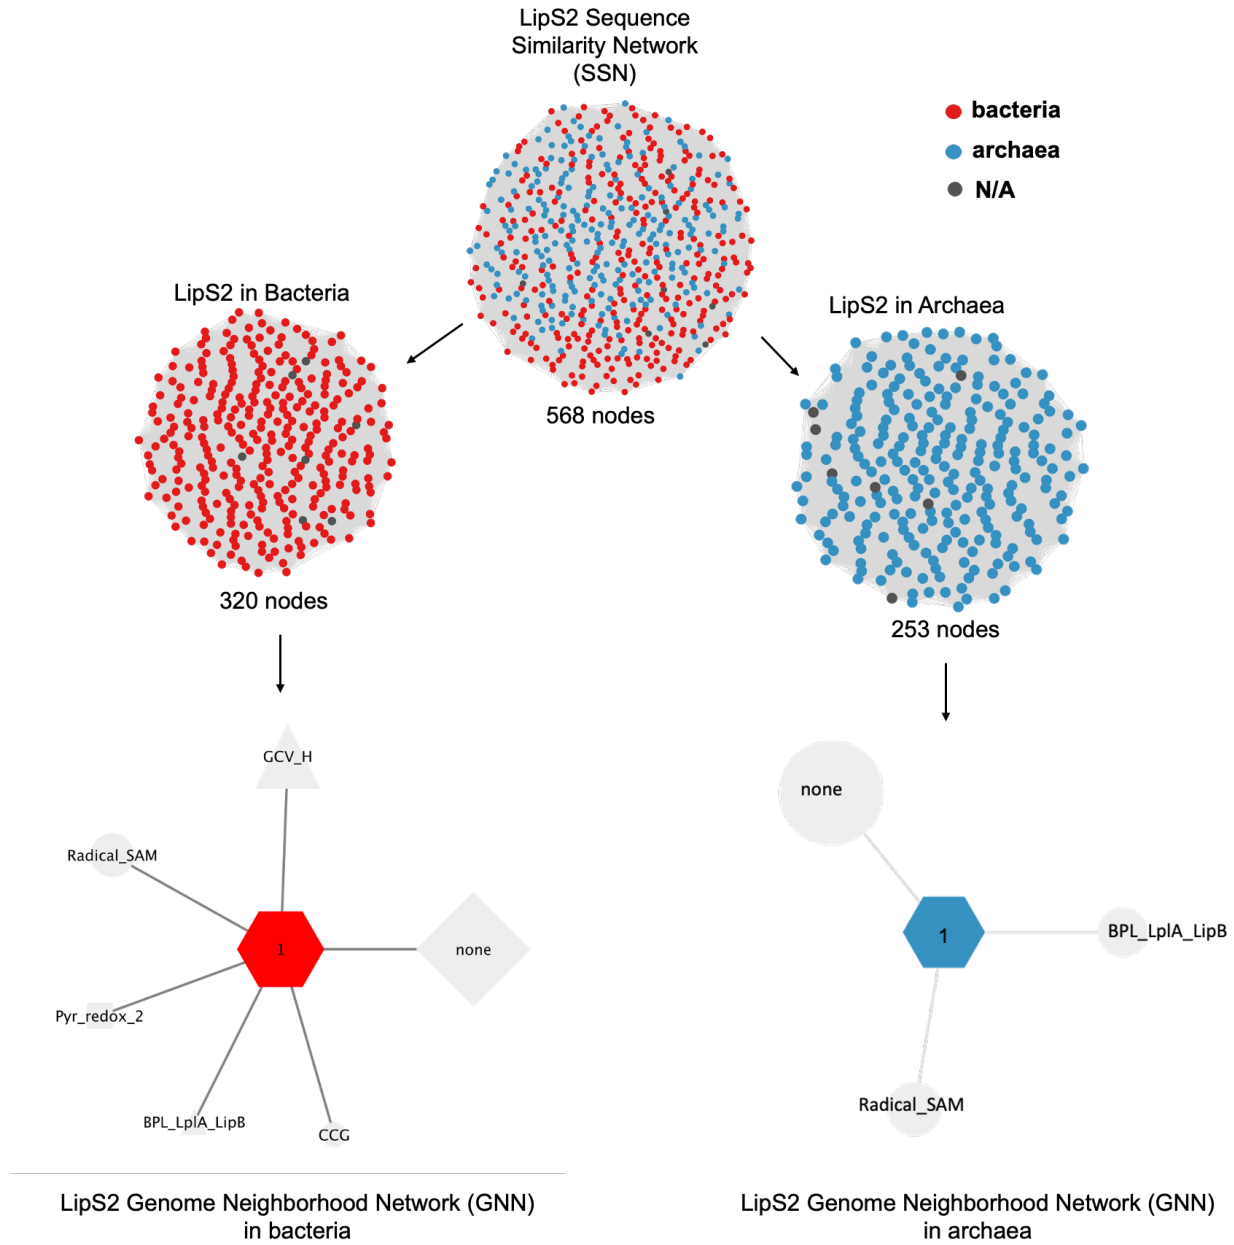 LipS2 Sequence
Similarity Network
(SSN)
bacteria
archaea
N/A
LipS2 in Bacteria
LipS2 in Archaea
568 nodes
320 nodes
253 nodes
GCV_H
Radical_SAM
1
none
Pyr_redox_2
BPL_LplA_LipB
CCG
none
1
BPL_LplA_LipB
Radical_SAM
LipS2 Genome Neighborhood Network (GNN)
in bacteria
LipS2 Genome Neighborhood Network (GNN)
in archaea